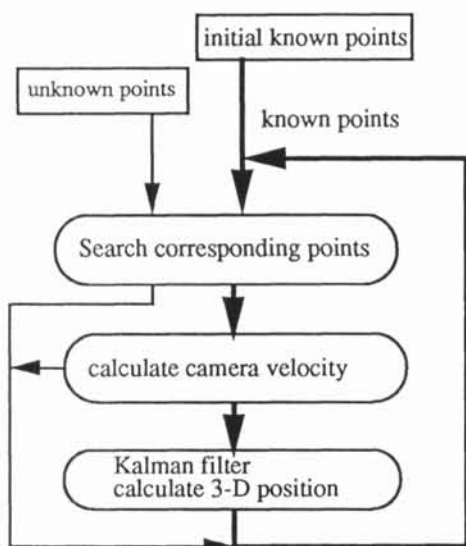 initial known points
unknown points
known points
Search corresponding points
calculate camera velocity
Kalman filter
calculate 3-D position